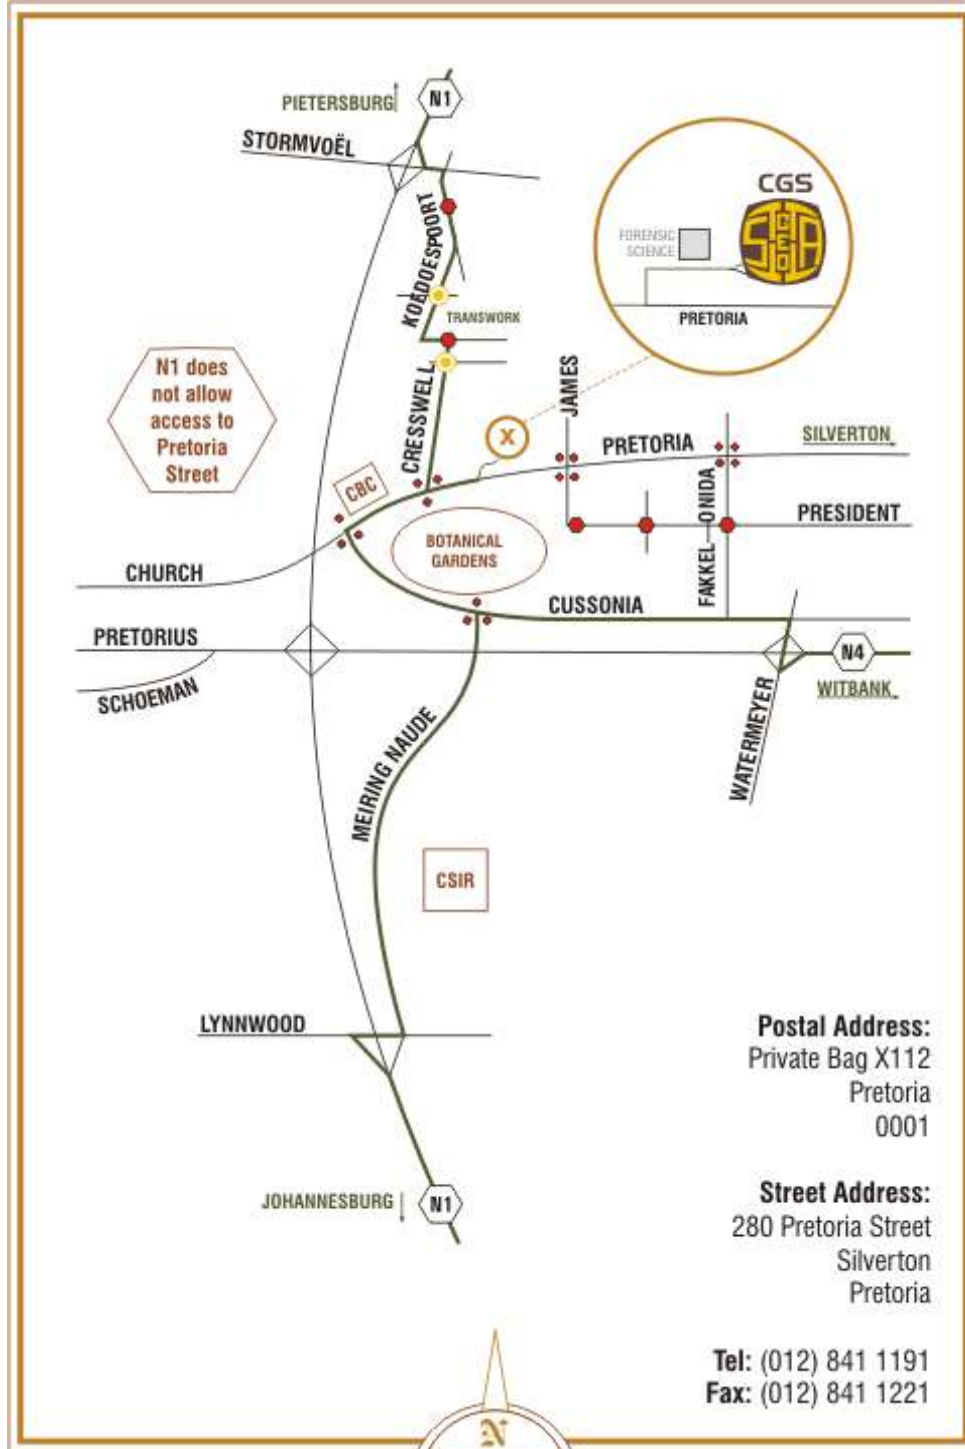 PIETERSBURG
N1
STORMVOËL
KOEDOESPOORT
TRANSWORK
CGS
FORENSIC
SCIENCE
PRETORIA
N1 does
not allow
access to
Pretoria
Street
CRESSWELL
JAMES
X
PRETORIA
SILVERTON
CBC
FAKKEL
ONIDA
PRESIDENT
BOTANICAL
GARDENS
CHURCH
CUSSONIA
PRETORIUS
N4
SCHOEMAN
WITBANK
WATERMEYER
MEIRING NAUDE
CSIR
LYNNWOOD
Postal Address:
Private Bag X112
Pretoria
0001
JOHANNESBURG
N1
Street Address:
280 Pretoria Street
Silverton
Pretoria
Tel: (012) 841 1191
Fax: (012) 841 1221
N